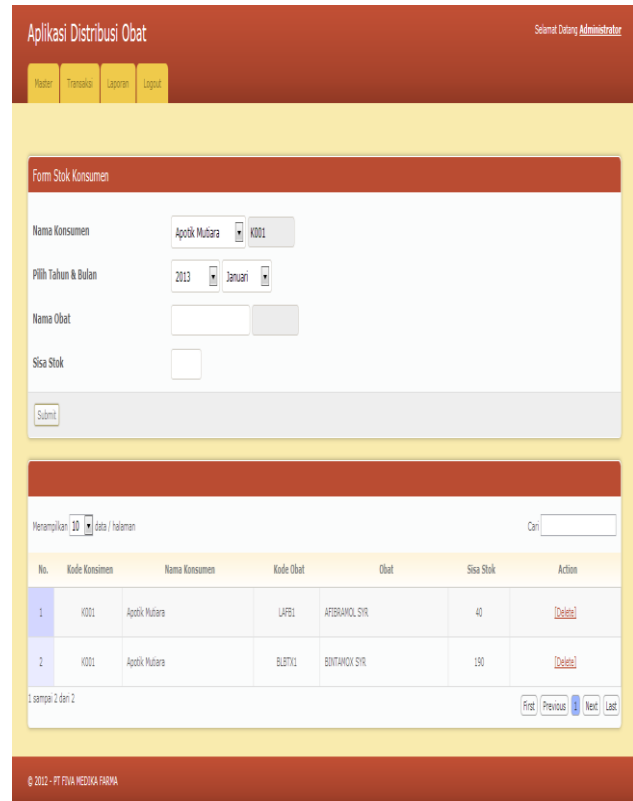 Aplikasi Distribusi Obat
Selamat Datang Administrator
Master Transaksi Laporan Logout
Form Stok Konsumen
Nama Konsumen Apotik Mutiara K001
Pilih Tahun & Bulan 2013 Januari
Nama Obat
Sisa Stok
Submit
Menampilkan 10 data / halaman Cari
No. Kode Konsimen Nama Konsumen Kode Obat Obat Sisa Stok Action
1 K001 Apotik Mutiara LAFB1 AFIBRAMOL SYR 40 [Delete]
2 K001 Apotik Mutiara BLBTX1 BINTAMOX SYR 190 [Delete]
1 sampai 2 dari 2 First Previous 1 Next Last
© 2012 - PT FIVA MEDIKA FARMA